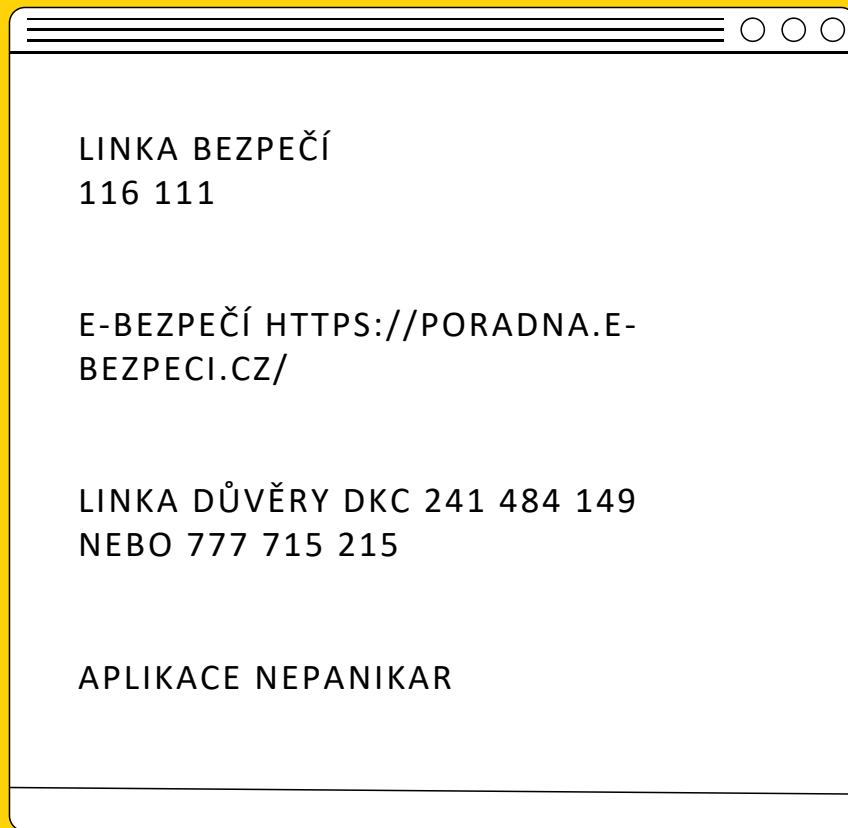 LINKA BEZPEČÍ
116 111
E-BEZPEČÍ HTTPS://PORADNA.E-
BEZPECI.CZ/
LINKA DŮVĚRY DKC 241 484 149
NEBO 777 715 215
APLIKACE NEPANIKAR